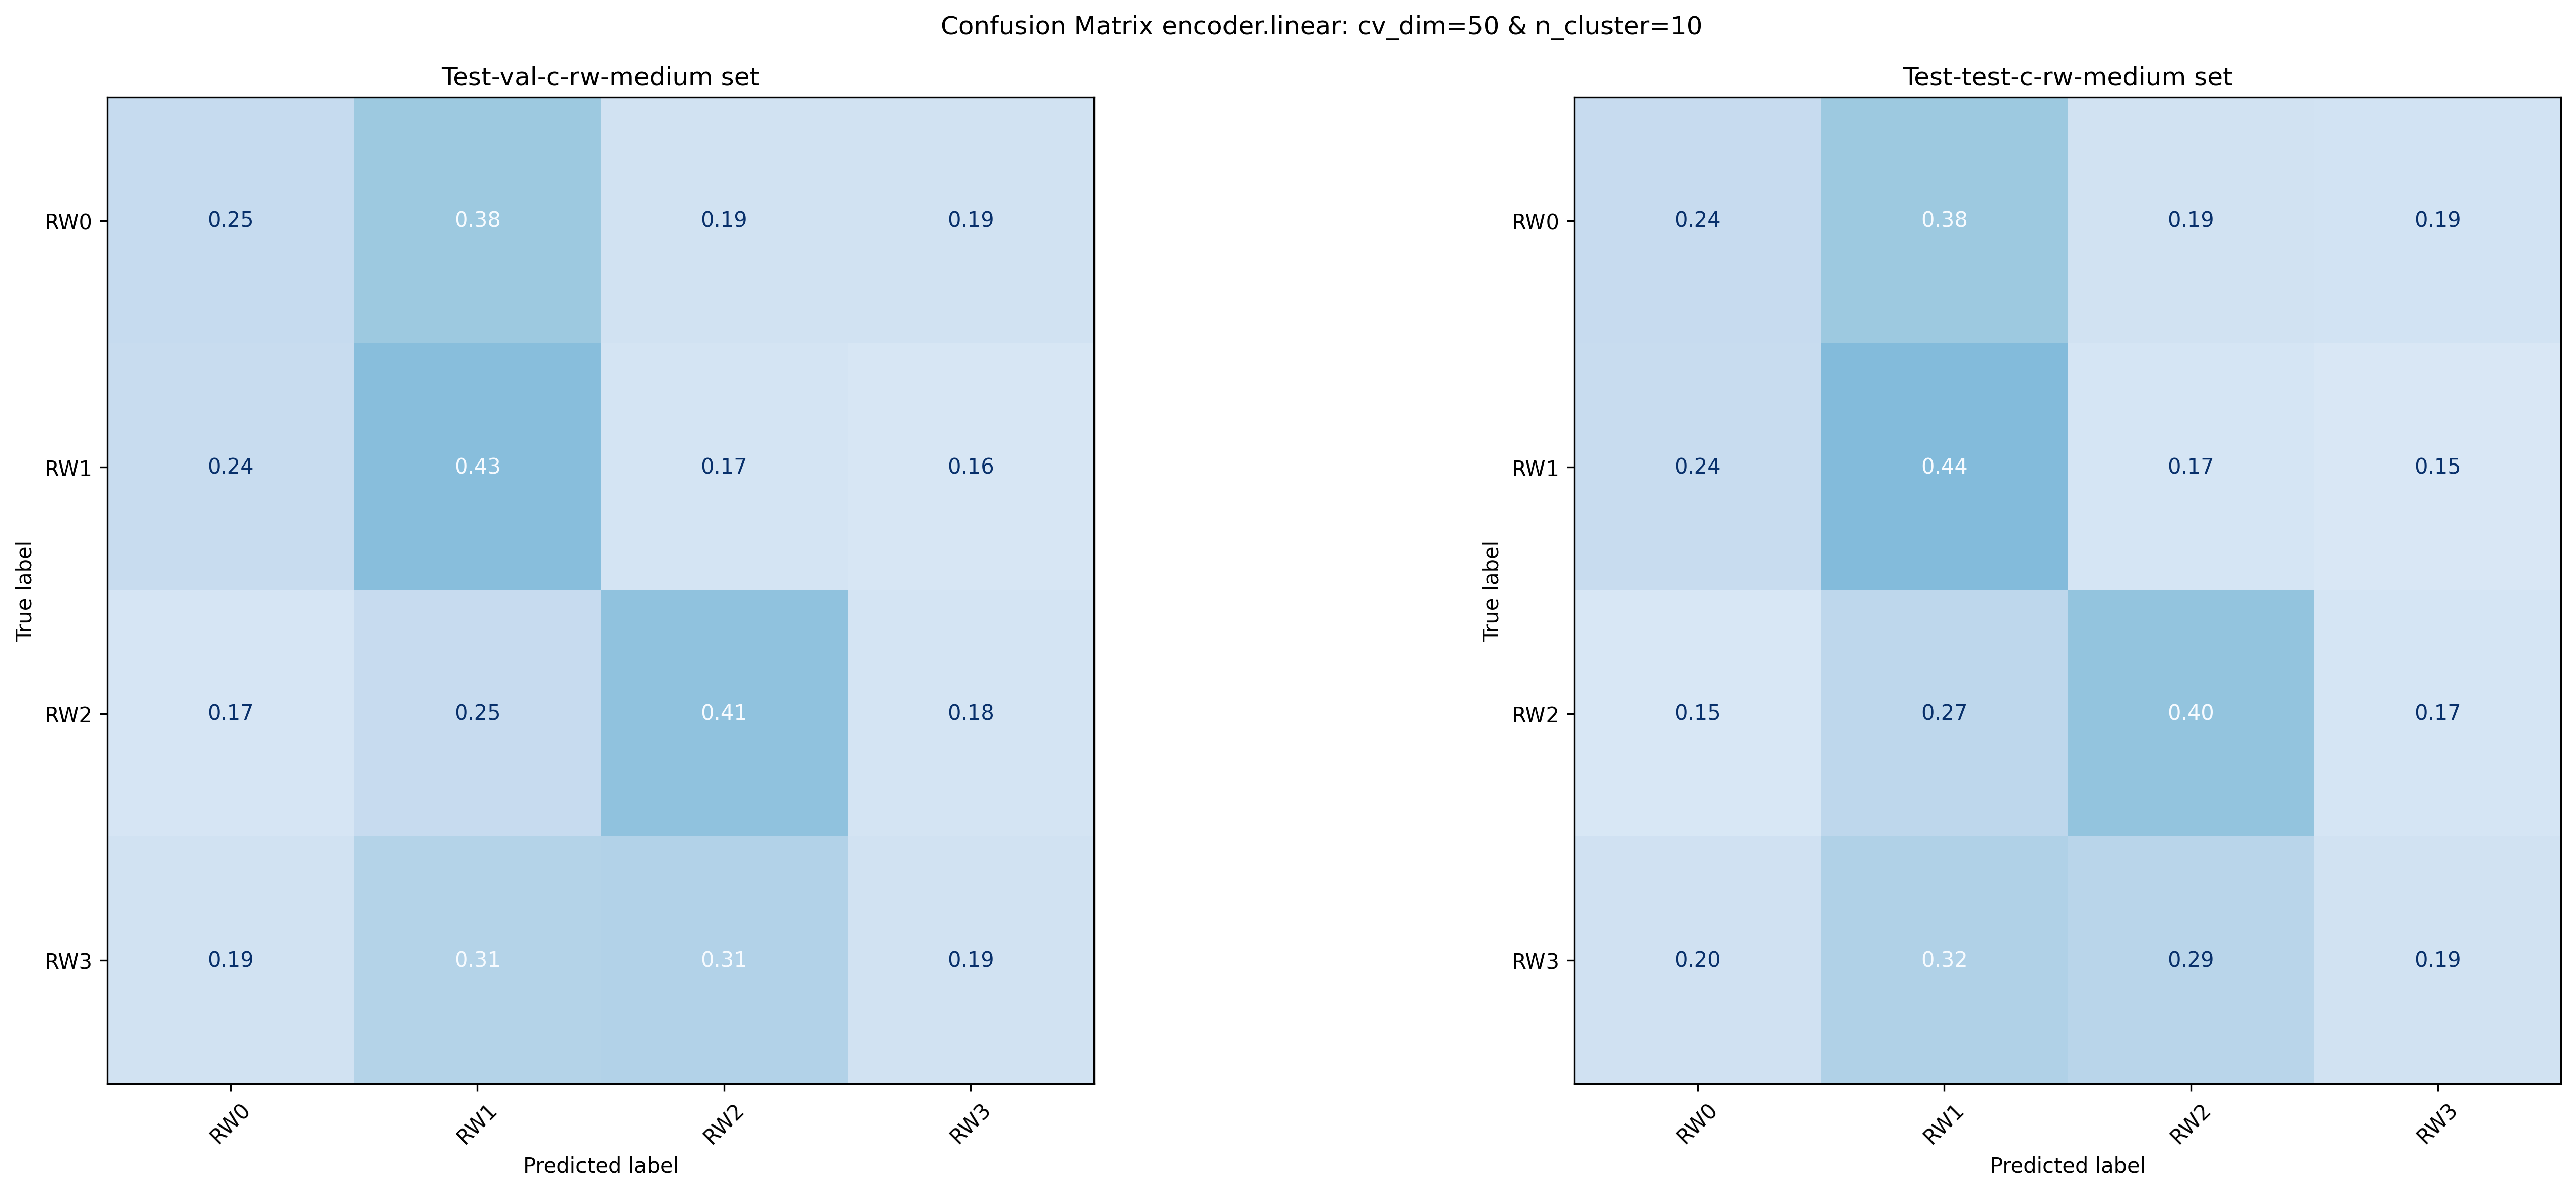 Confusion Matrix encoder.linear: cv_dim=50 & n_cluster=10
Test-val-c-rw-medium set
True label
RW0 0.25 0.38 0.19 0.19
RW1 0.24 0.43 0.17 0.16
RW2 0.17 0.25 0.41 0.18
RW3 0.19 0.31 0.31 0.19
RW0 RW1 RW2 RW3
Predicted label
Test-test-c-rw-medium set
True label
RW0 0.24 0.38 0.19 0.19
RW1 0.24 0.44 0.17 0.15
RW2 0.15 0.27 0.40 0.17
RW3 0.20 0.32 0.29 0.19
RW0 RW1 RW2 RW3
Predicted label